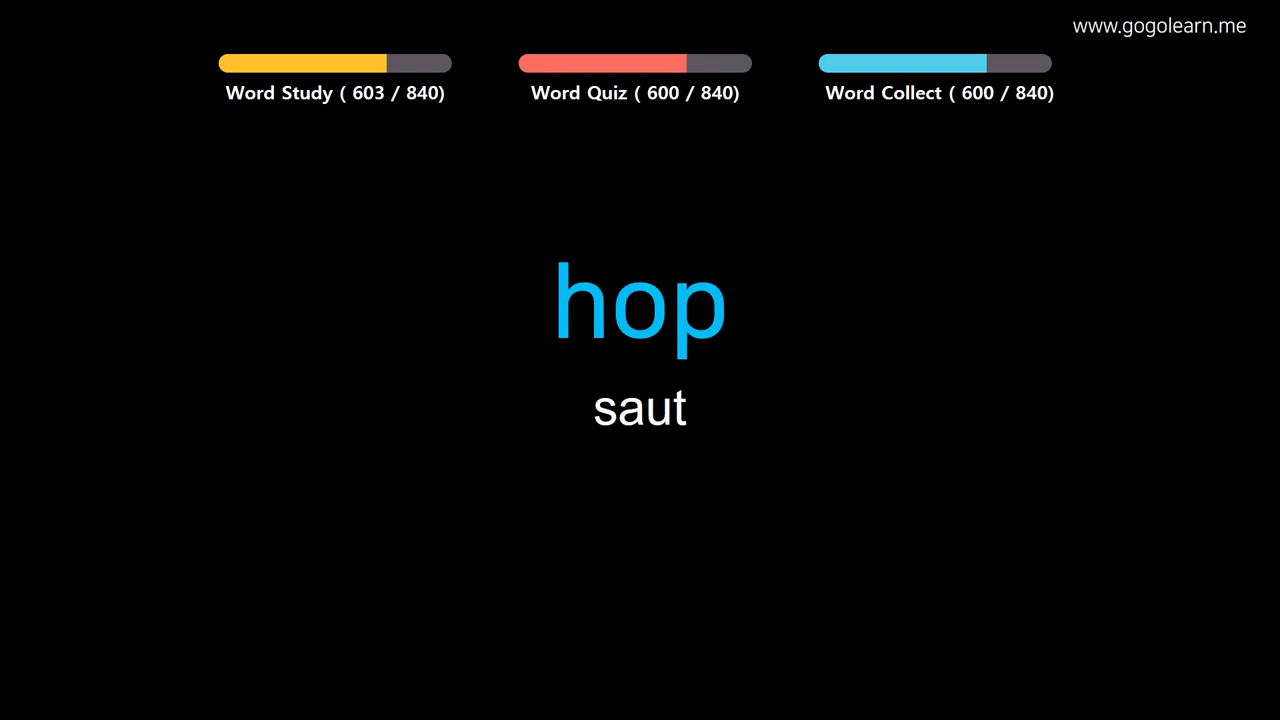 www.gogolearn.me
Word Study ( 603 / 840)
Word Quiz ( 600 / 840)
Word Collect ( 600 / 840)
hop
saut